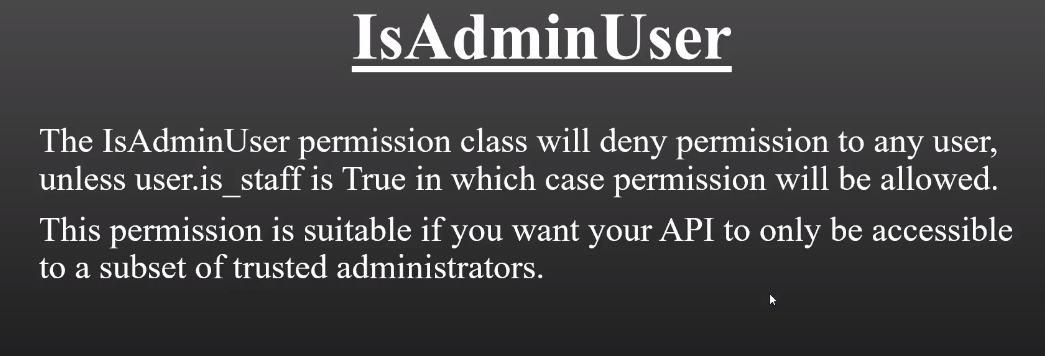 IsAdminUser
The IsAdminUser permission class will deny permission to any user,
unless user.is_staff is True in which case permission will be allowed.
This permission is suitable if you want your API to only be accessible
to a subset of trusted administrators.